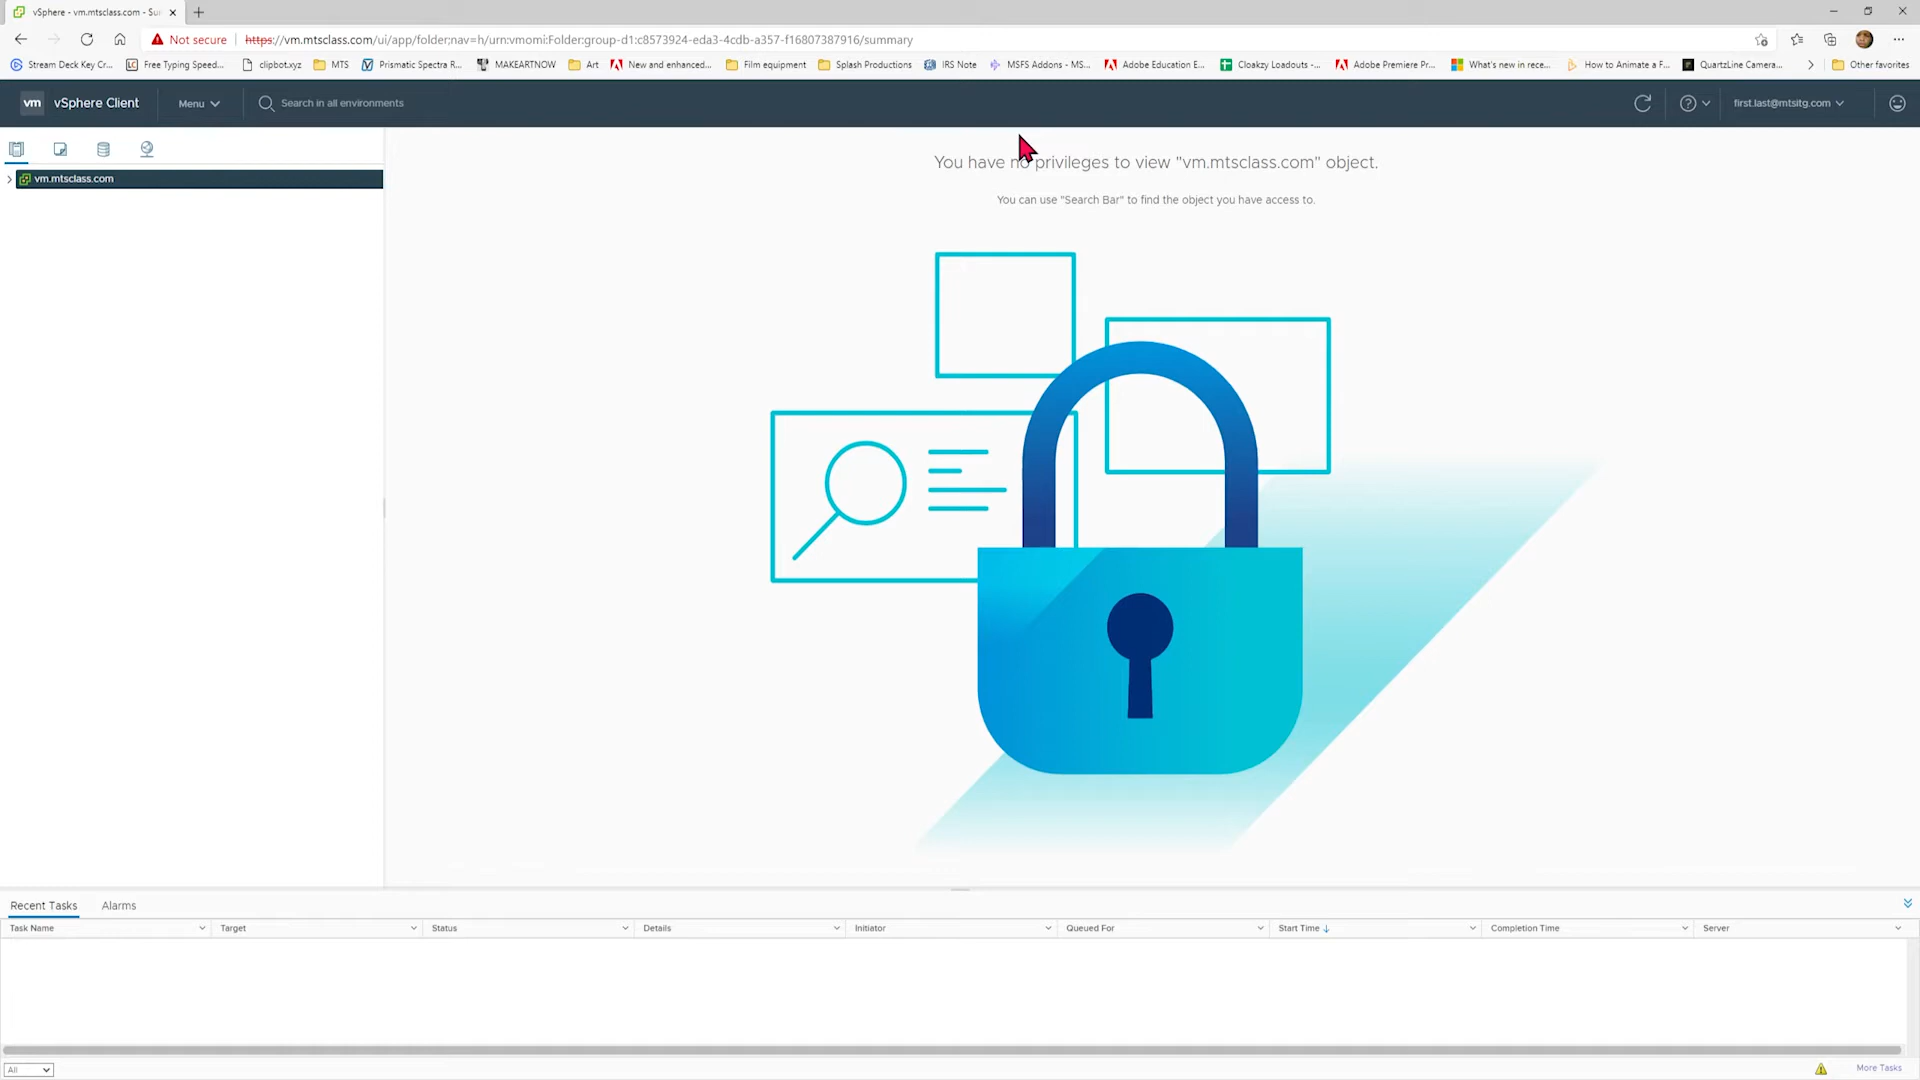 vSphere - vm.mtsclass.com - Sur
Not secure
https://vm.mtsclass.com/ui/app/folder;nav=h/urn:vmomi:Folder:group-d1:c8573924-eda3-4cdb-a357-f16807387916/summary
Stream Deck Key Cr...
Free Typing Speed...
clipbot.xyz
MTS
Prismatic Spectra R...
MAKEARTNOW
Art
New and enhanced...
Film equipment
Splash Productions
IRS Note
MSFS Addons - MS...
Adobe Education E...
Cloakzy Loadouts -...
Adobe Premiere Pr...
What's new in rece...
How to Animate a F...
QuartzLine Camera...
Other favorites
vm
vSphere Client
Menu
Search in all environments
first.last@mtsitg.com
vm.mtsclass.com
You have no privileges to view "vm.mtsclass.com" object.
You can use "Search Bar" to find the object you have access to.
Recent Tasks
Alarms
Task Name
Target
Status
Details
Initiator
Queued For
Start Time
Completion Time
Server
All
More Tasks